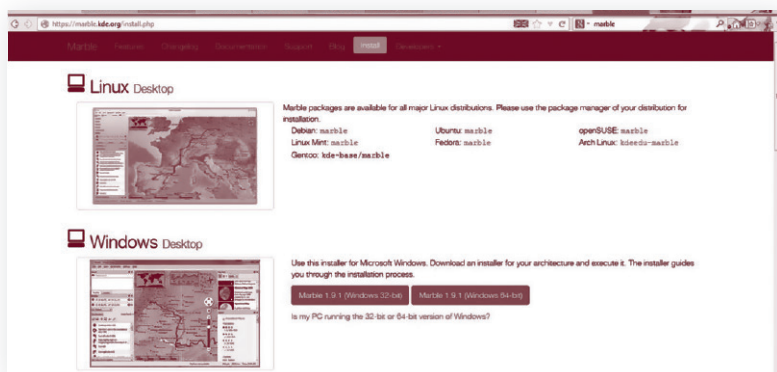 https://marble.kde.org/install.php
marble
Marble Features Changelog Documentation Support Blog Install Developers
Linux Desktop
Marble packages are available for all major Linux distributions. Please use the package manager of your distribution for
installation.
Debian: marble Ubuntu: marble openSUSE: marble
Linux Mint: marble Fedora: marble Arch Linux: kdeedu-marble
Gentoo: kde-base/marble
Windows Desktop
Use this installer for Microsoft Windows. Download an installer for your architecture and execute it. The installer guides
you through the installation process.
Marble 1.9.1 (Windows 32-bit) Marble 1.9.1 (Windows 64-bit)
Is my PC running the 32-bit or 64-bit version of Windows?